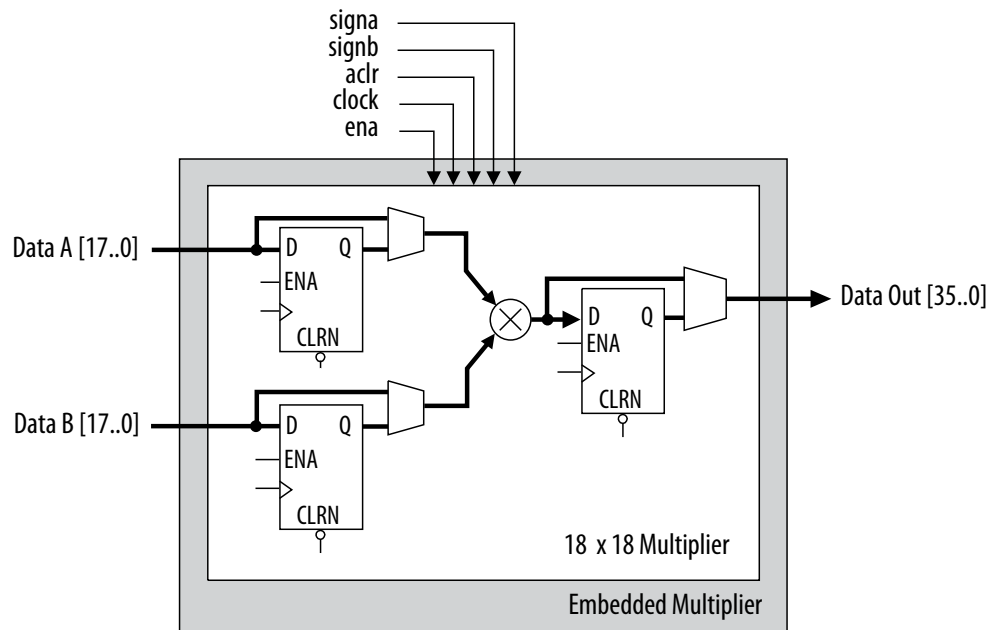 signa
signb
aclr
clock
ena
Data A [17..0]
D Q
ENA
CLRN
Data Out [35..0]
D Q
ENA
CLRN
Data B [17..0]
D Q
ENA
CLRN
18 x 18 Multiplier
Embedded Multiplier